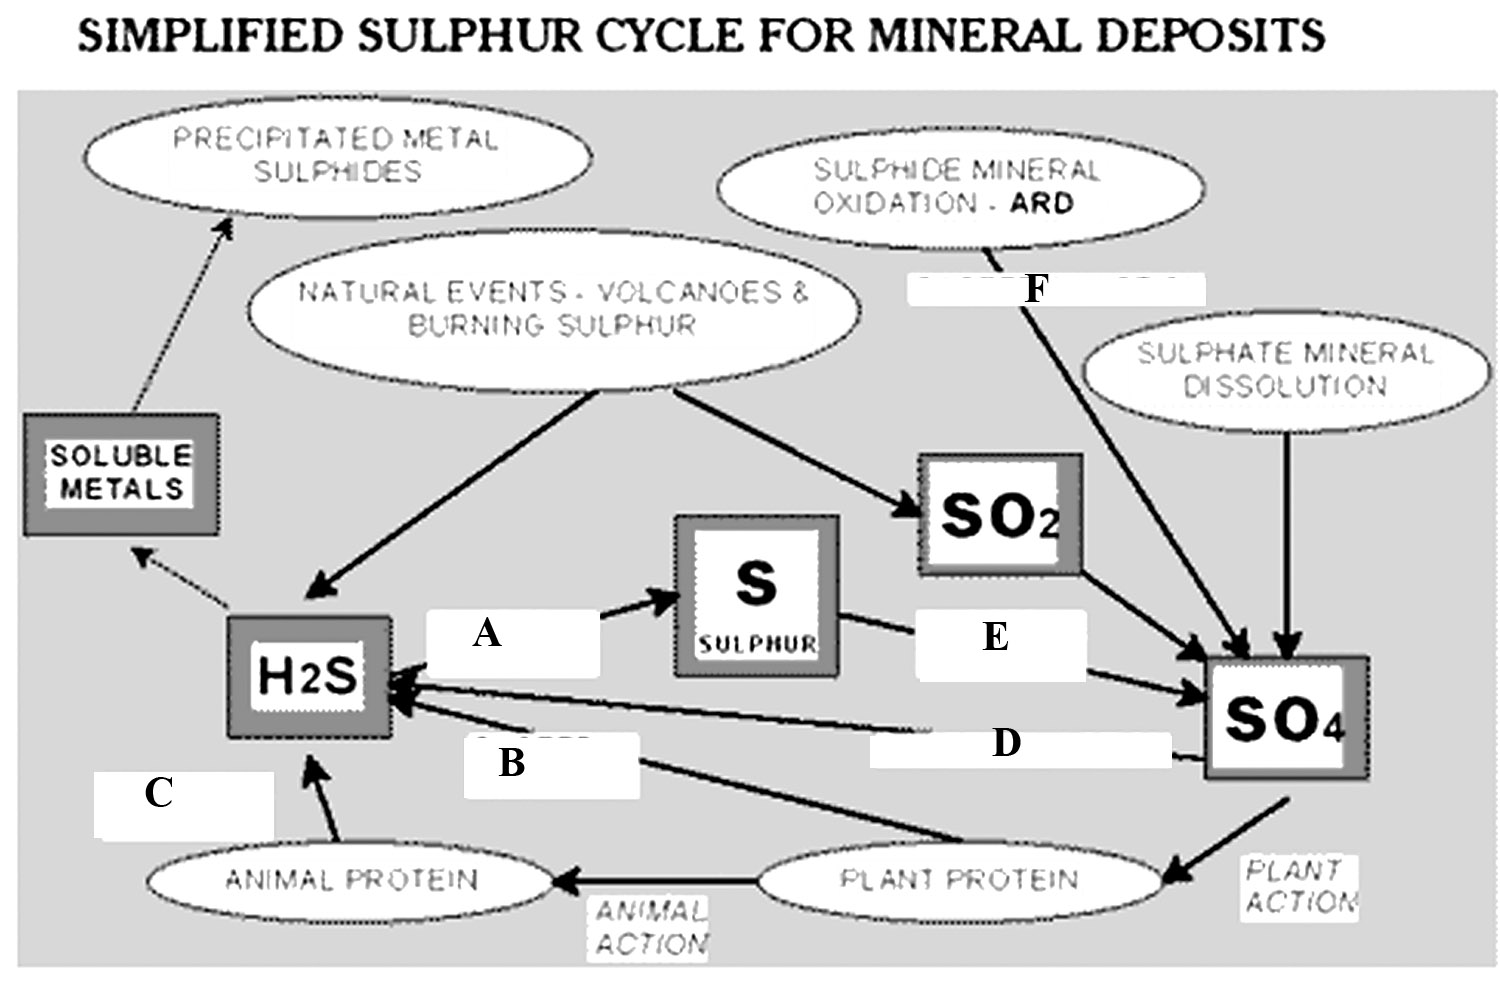 SIMPLIFIED SULPHUR CYCLE FOR MINERAL DEPOSITS
PRECIPITATED METAL
SULPHIDES
SULPHIDE MINERAL
OXIDATION - ARD
NATURAL EVENTS - VOLCANOES &
BURNING SULPHUR
F
SULPHATE MINERAL
DISSOLUTION
SOLUBLE
METALS
SO2
S
SULPHUR
A
E
H2S
SO4
D
B
C
ANIMAL PROTEIN
PLANT PROTEIN
PLANT
ACTION
ANIMAL
ACTION